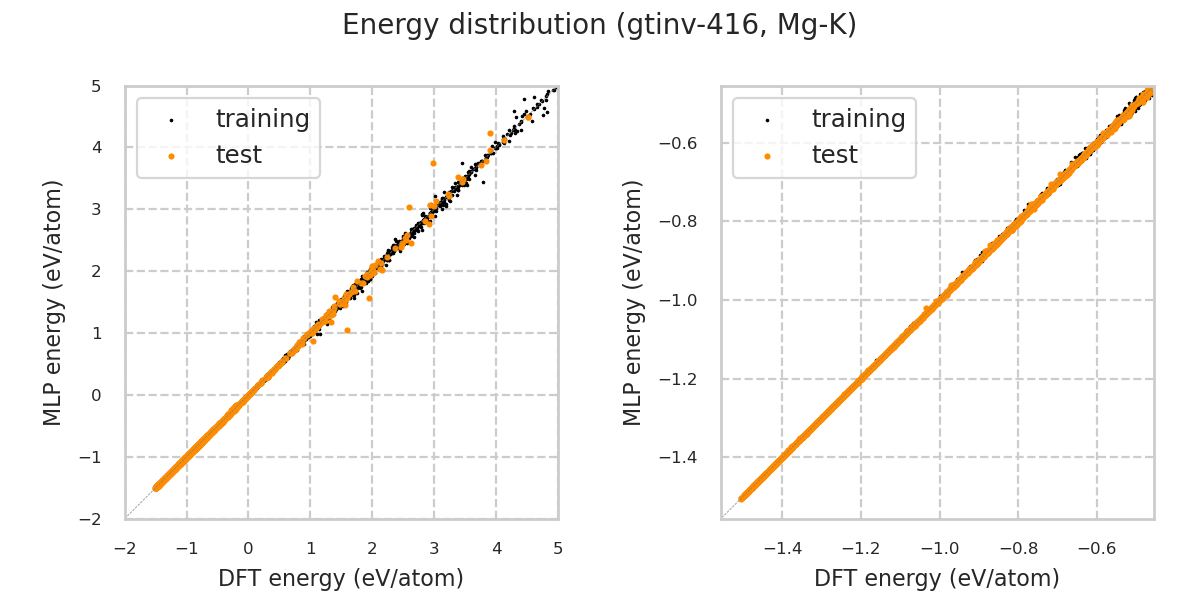 Energy distribution (gtinv-416, Mg-K)
training
test
5
4
3
2
1
0
−1
−2
−2
−1
0
1
2
3
4
5
DFT energy (eV/atom)
MLP energy (eV/atom)
training
test
−0.6
−0.8
−1.0
−1.2
−1.4
−1.4
−1.2
−1.0
−0.8
−0.6
DFT energy (eV/atom)
MLP energy (eV/atom)